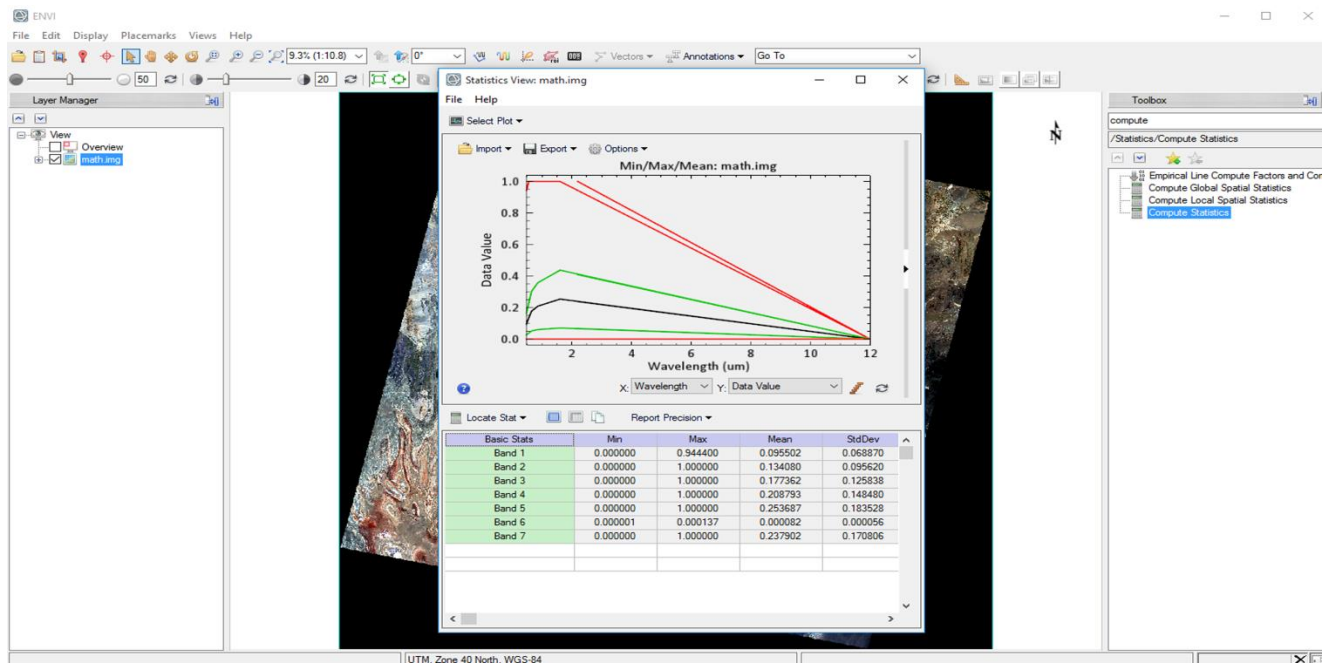 ENVI
File Edit Display Placemarks Views Help
9.3% (1:10.8) 0° Vectors Annotations Go To
50 20
Layer Manager
View
Overview
math.img
Statistics View: math.img
File Help
Select Plot
Import Export Options
Min/Max/Mean: math.img
Data Value
1.0
0.8
0.6
0.4
0.2
0.0
2 4 6 8 10 12
Wavelength (um)
X: Wavelength Y: Data Value
Locate Stat Report Precision
Basic Stats Min Max Mean StdDev
Band 1 0.000000 0.944400 0.095502 0.068870
Band 2 0.000000 1.000000 0.134080 0.095620
Band 3 0.000000 1.000000 0.177362 0.125838
Band 4 0.000000 1.000000 0.208793 0.148480
Band 5 0.000000 1.000000 0.253687 0.183528
Band 6 0.000001 0.000137 0.000082 0.000056
Band 7 0.000000 1.000000 0.237902 0.170806
N
Toolbox
compute
/Statistics/Compute Statistics
Empirical Line Compute Factors and Cor
Compute Global Spatial Statistics
Compute Local Spatial Statistics
Compute Statistics
UTM, Zone 40 North, WGS-84